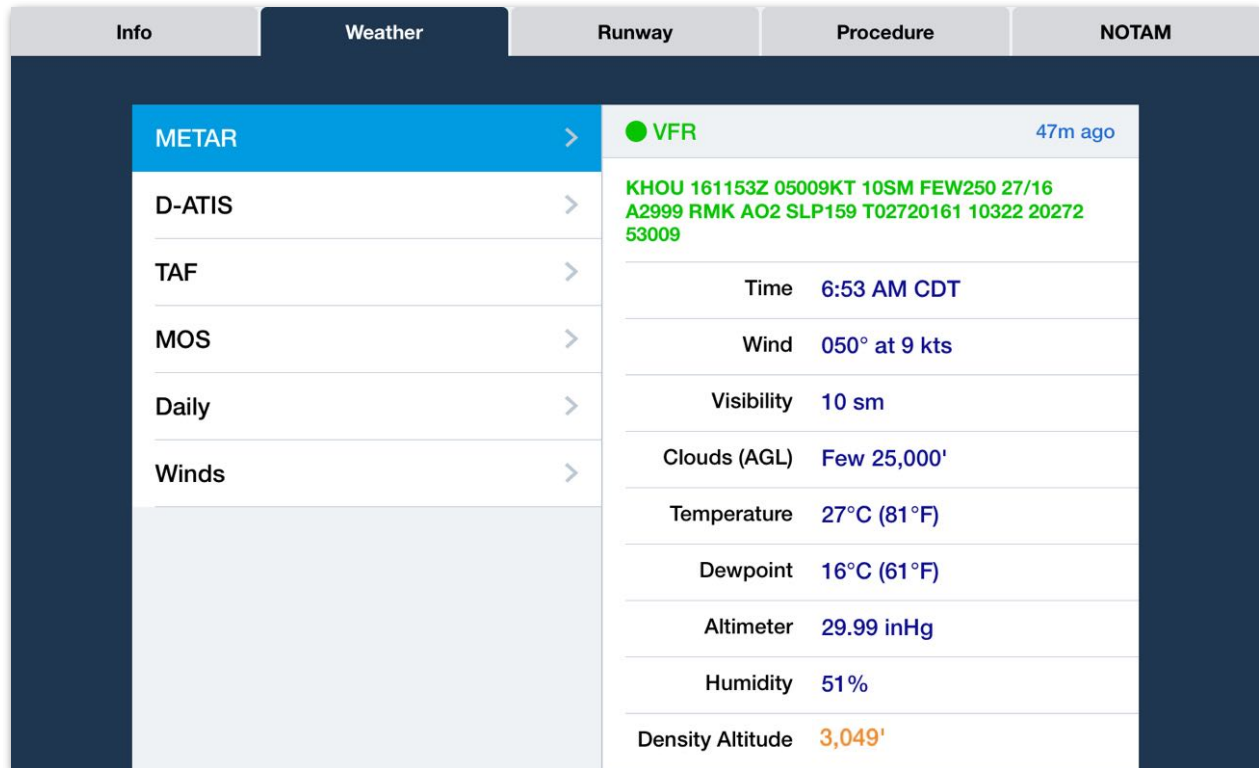 Info Weather Runway Procedure NOTAM
METAR
D-ATIS
TAF
MOS
Daily
Winds
VFR 47m ago
KHOU 161153Z 05009KT 10SM FEW250 27/16
A2999 RMK AO2 SLP159 T02720161 10322 20272
53009
Time 6:53 AM CDT
Wind 050° at 9 kts
Visibility 10 sm
Clouds (AGL) Few 25,000'
Temperature 27°C (81°F)
Dewpoint 16°C (61°F)
Altimeter 29.99 inHg
Humidity 51%
Density Altitude 3,049'